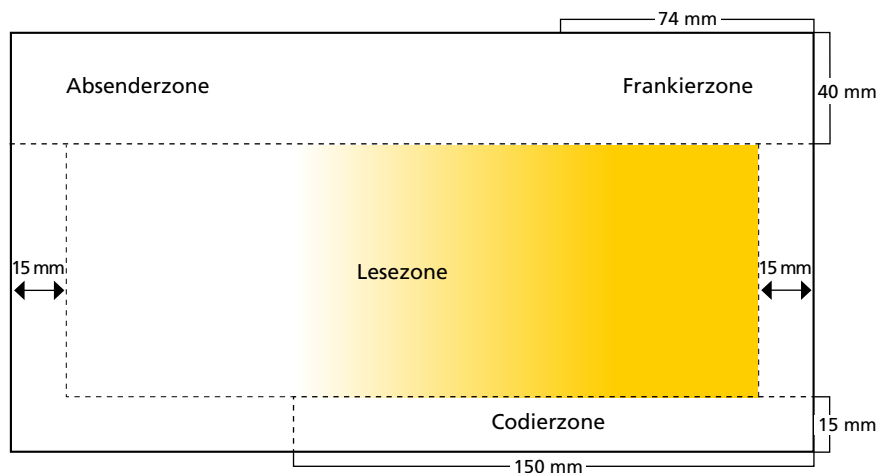 74 mm
Absenderzone
Frankierzone
40 mm
15 mm
Lesezone
15 mm
Codierzone
15 mm
150 mm